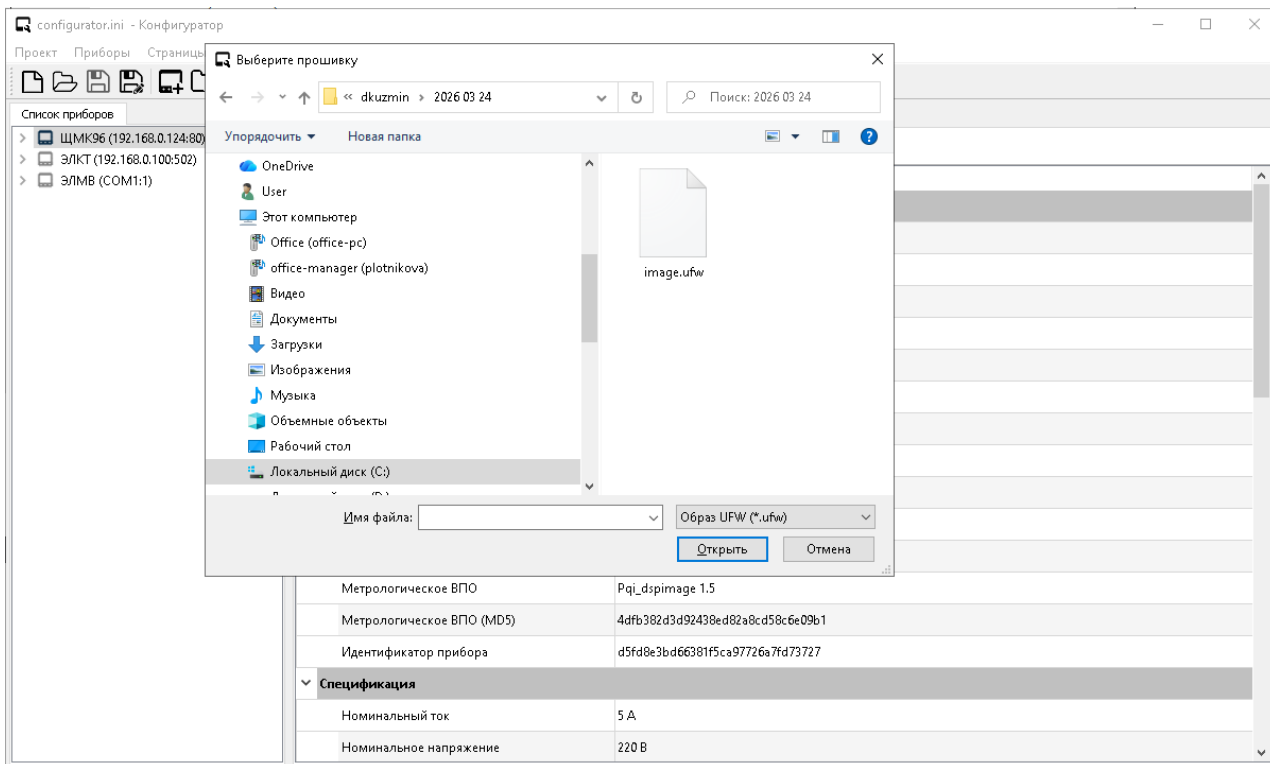 configurator.ini - Конфигуратор
Проект Приборы Страницы
Выберите прошивку
« dkuzmin › 2026 03 24
Поиск: 2026 03 24
Список приборов
Упорядочить Новая папка
ЩМК96 (192.168.0.124:80)
ЭЛКТ (192.168.0.100:502)
ЭЛМВ (COM1:1)
OneDrive
User
Этот компьютер
Office (office-pc)
office-manager (plotnikova)
Видео
Документы
Загрузки
Изображения
Музыка
Объемные объекты
Рабочий стол
Локальный диск (C:)
image.ufw
Имя файла:
Образ UFW (*.ufw)
Открыть Отмена
Метрологическое ВПО Pqi_dspimage 1.5
Метрологическое ВПО (MD5) 4dfb382d3d92438ed82a8cd58c6e09b1
Идентификатор прибора d5fd8e3bd66381f5ca97726a7fd73727
Спецификация
Номинальный ток 5 А
Номинальное напряжение 220 В